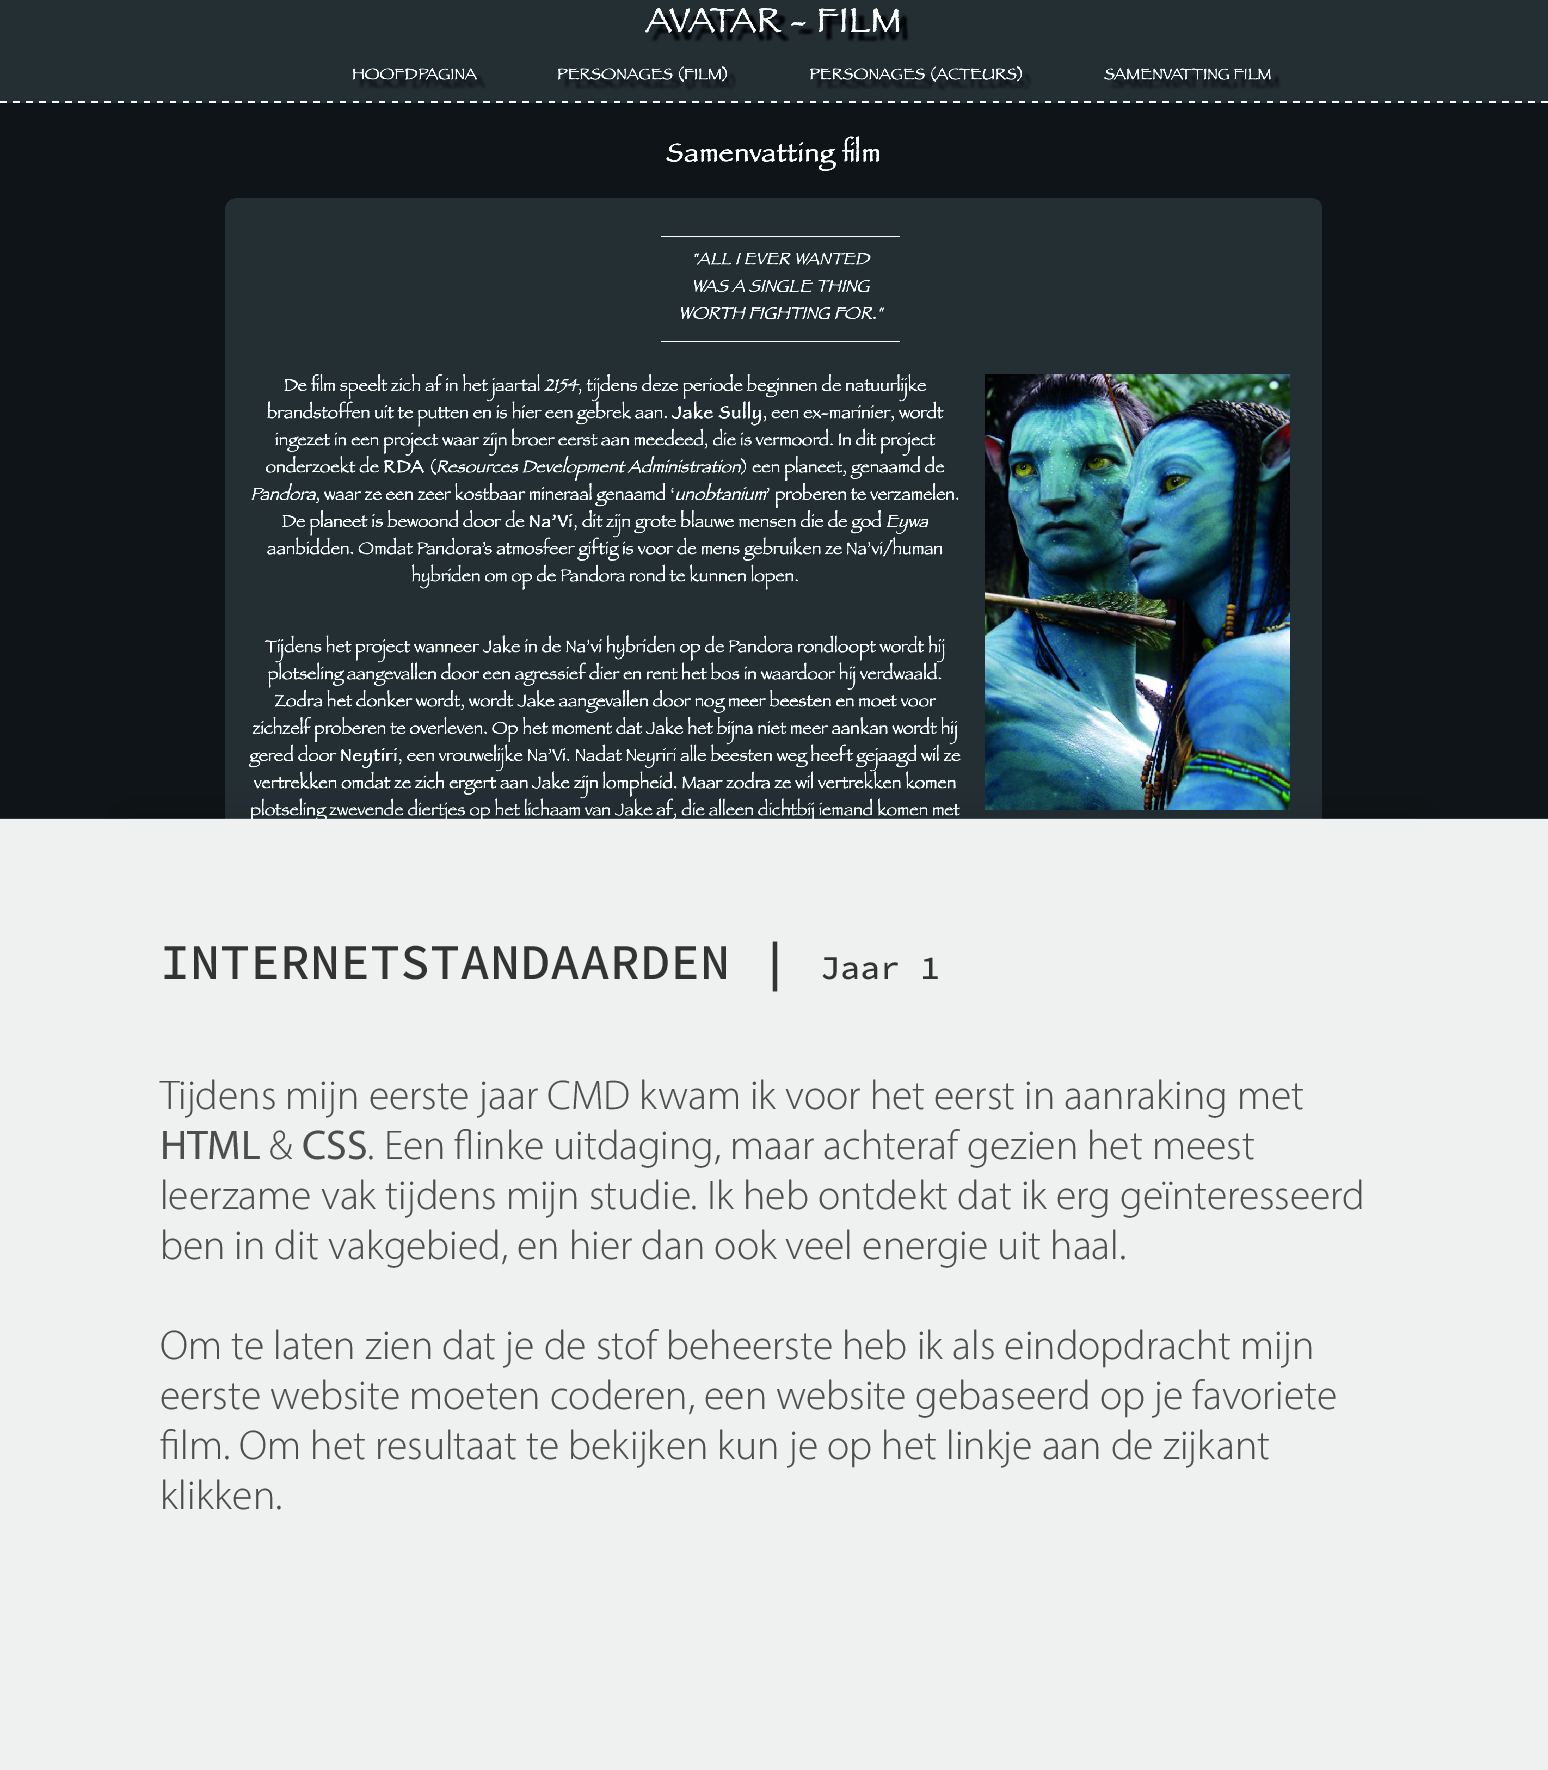 AVATAR ~ FILM
HOOFDPAGINA PERSONAGES (FILM) PERSONAGES (ACTEURS) SAMENVATTING FILM
Samenvatting film
"ALL I EVER WANTED
WAS A SINGLE THING
WORTH FIGHTING FOR."
De film speelt zich af in het jaartal 2154, tijdens deze periode beginnen de natuurlijke
brandstoffen uit te putten en is hier een gebrek aan. Jake Sully, een ex-marinier, wordt
ingezet in een project waar zijn broer eerst aan meedeed, die is vermoord. In dit project
onderzoekt de RDA (Resources Development Administration) een planeet, genaamd de
Pandora, waar ze een zeer kostbaar mineraal genaamd ‘unobtanium’ proberen te verzamelen.
De planeet is bewoond door de Na’Vi, dit zijn grote blauwe mensen die de god Eywa
aanbidden. Omdat Pandora’s atmosfeer giftig is voor de mens gebruiken ze Na’vi/human
hybriden om op de Pandora rond te kunnen lopen.
Tijdens het project wanneer Jake in de Na’vi hybriden op de Pandora rondloopt wordt hij
plotseling aangevallen door een agressief dier en rent het bos in waardoor hij verdwaald.
Zodra het donker wordt, wordt Jake aangevallen door nog meer beesten en moet voor
zichzelf proberen te overleven. Op het moment dat Jake het bijna niet meer aankan wordt hij
gered door Neytiri, een vrouwelijke Na’Vi. Nadat Neyriri alle beesten weg heeft gejaagd wil ze
vertrekken omdat ze zich ergert aan Jake zijn lompheid. Maar zodra ze wil vertrekken komen
plotseling zwevende diertjes op het lichaam van Jake af, die alleen dichtbij iemand komen met
INTERNETSTANDAARDEN | Jaar 1
Tijdens mijn eerste jaar CMD kwam ik voor het eerst in aanraking met
HTML & CSS. Een flinke uitdaging, maar achteraf gezien het meest
leerzame vak tijdens mijn studie. Ik heb ontdekt dat ik erg geïnteresseerd
ben in dit vakgebied, en hier dan ook veel energie uit haal.
Om te laten zien dat je de stof beheerste heb ik als eindopdracht mijn
eerste website moeten coderen, een website gebaseerd op je favoriete
film. Om het resultaat te bekijken kun je op het linkje aan de zijkant
klikken.